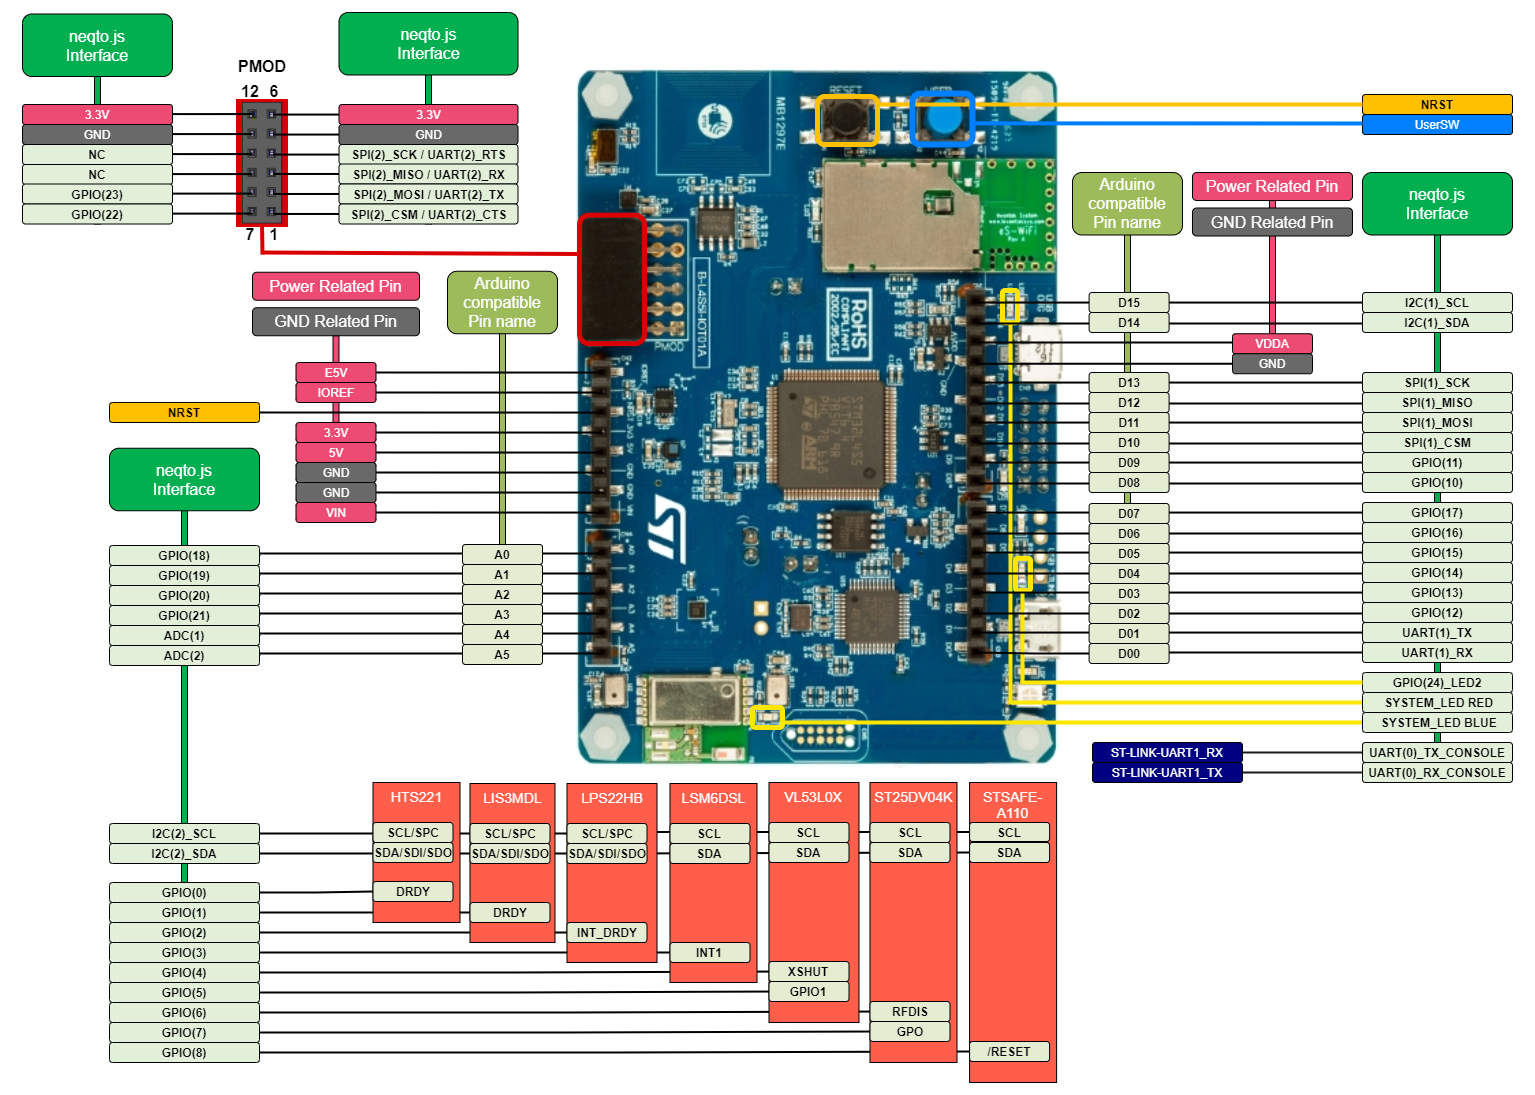 neqto.js
Interface
neqto.js
Interface
PMOD
12 6
3.3V
3.3V
GND
GND
NC
SPI(2)_SCK / UART(2)_RTS
NC
SPI(2)_MISO / UART(2)_RX
GPIO(23)
SPI(2)_MOSI / UART(2)_TX
GPIO(22)
SPI(2)_CSM / UART(2)_CTS
7 1
NRST
UserSW
RESET
USER
MB1297E
Arduino
compatible
Pin name
Power Related Pin
GND Related Pin
neqto.js
Interface
Inventek System
eS-WiFi
B-L4S5I-IOT01A
PMOD
RoHS
COMPLIANT
2002/95/EC
Power Related Pin
GND Related Pin
Arduino
compatible
Pin name
E5V
IOREF
NRST
3.3V
5V
GND
GND
VIN
neqto.js
Interface
GPIO(18)
A0
GPIO(19)
A1
GPIO(20)
A2
GPIO(21)
A3
ADC(1)
A4
ADC(2)
A5
ARM
D15
I2C(1)_SCL
D14
I2C(1)_SDA
VDDA
GND
D13
SPI(1)_SCK
D12
SPI(1)_MISO
D11
SPI(1)_MOSI
D10
SPI(1)_CSM
D09
GPIO(11)
D08
GPIO(10)
D07
GPIO(17)
D06
GPIO(16)
D05
GPIO(15)
D04
GPIO(14)
D03
GPIO(13)
D02
GPIO(12)
D01
UART(1)_TX
D00
UART(1)_RX
GPIO(24)_LED2
SYSTEM_LED RED
SYSTEM_LED BLUE
ST-LINK-UART1_RX
UART(0)_TX_CONSOLE
ST-LINK-UART1_TX
UART(0)_RX_CONSOLE
HTS221
LIS3MDL
LPS22HB
LSM6DSL
VL53L0X
ST25DV04K
STSAFE-
A110
I2C(2)_SCL
SCL/SPC
SCL/SPC
SCL/SPC
SCL
SCL
SCL
SCL
I2C(2)_SDA
SDA/SDI/SDO
SDA/SDI/SDO
SDA/SDI/SDO
SDA
SDA
SDA
SDA
GPIO(0)
DRDY
GPIO(1)
DRDY
GPIO(2)
INT_DRDY
GPIO(3)
INT1
GPIO(4)
XSHUT
GPIO(5)
GPIO1
GPIO(6)
RFDIS
GPIO(7)
GPO
GPIO(8)
/RESET